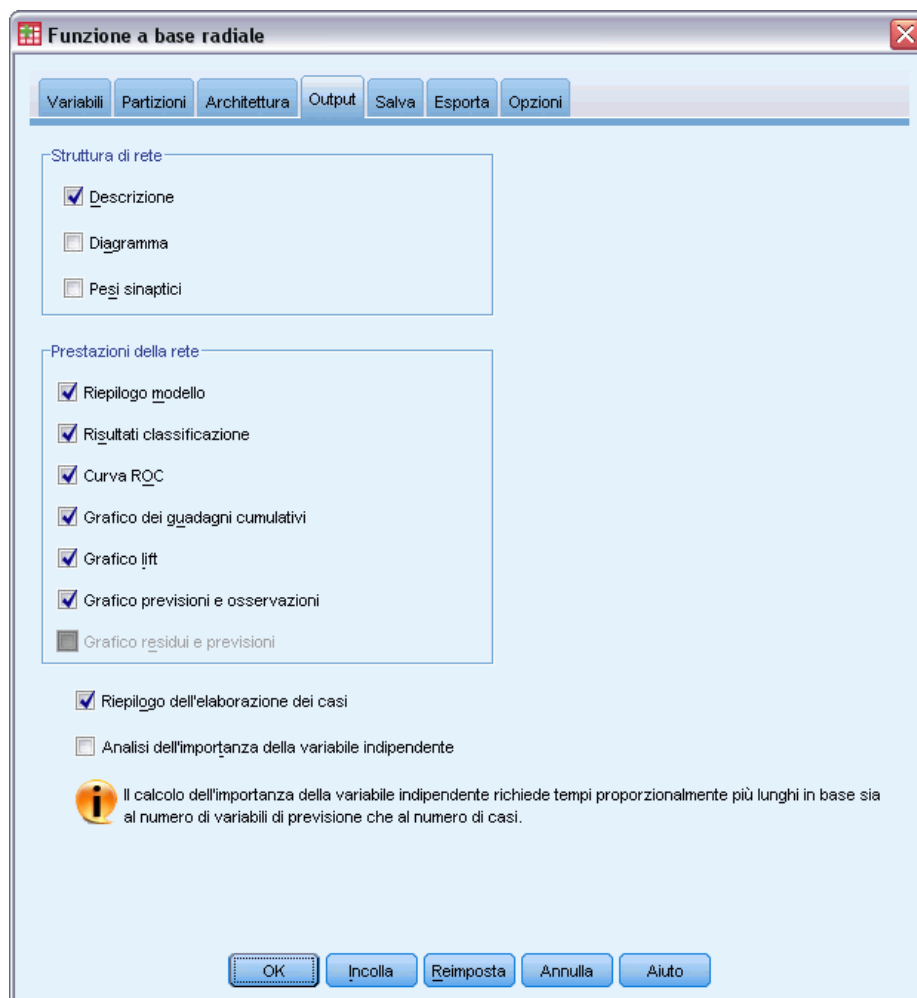 Funzione a base radiale
Variabili Partizioni Architettura Output Salva Esporta Opzioni
Struttura di rete
Descrizione
Diagramma
Pesi sinaptici
Prestazioni della rete
Riepilogo modello
Risultati classificazione
Curva ROC
Grafico dei guadagni cumulativi
Grafico lift
Grafico previsioni e osservazioni
Grafico residui e previsioni
Riepilogo dell'elaborazione dei casi
Analisi dell'importanza della variabile indipendente
Il calcolo dell'importanza della variabile indipendente richiede tempi proporzionalmente più lunghi in base sia
al numero di variabili di previsione che al numero di casi.
OK Incolla Reimposta Annulla Aiuto